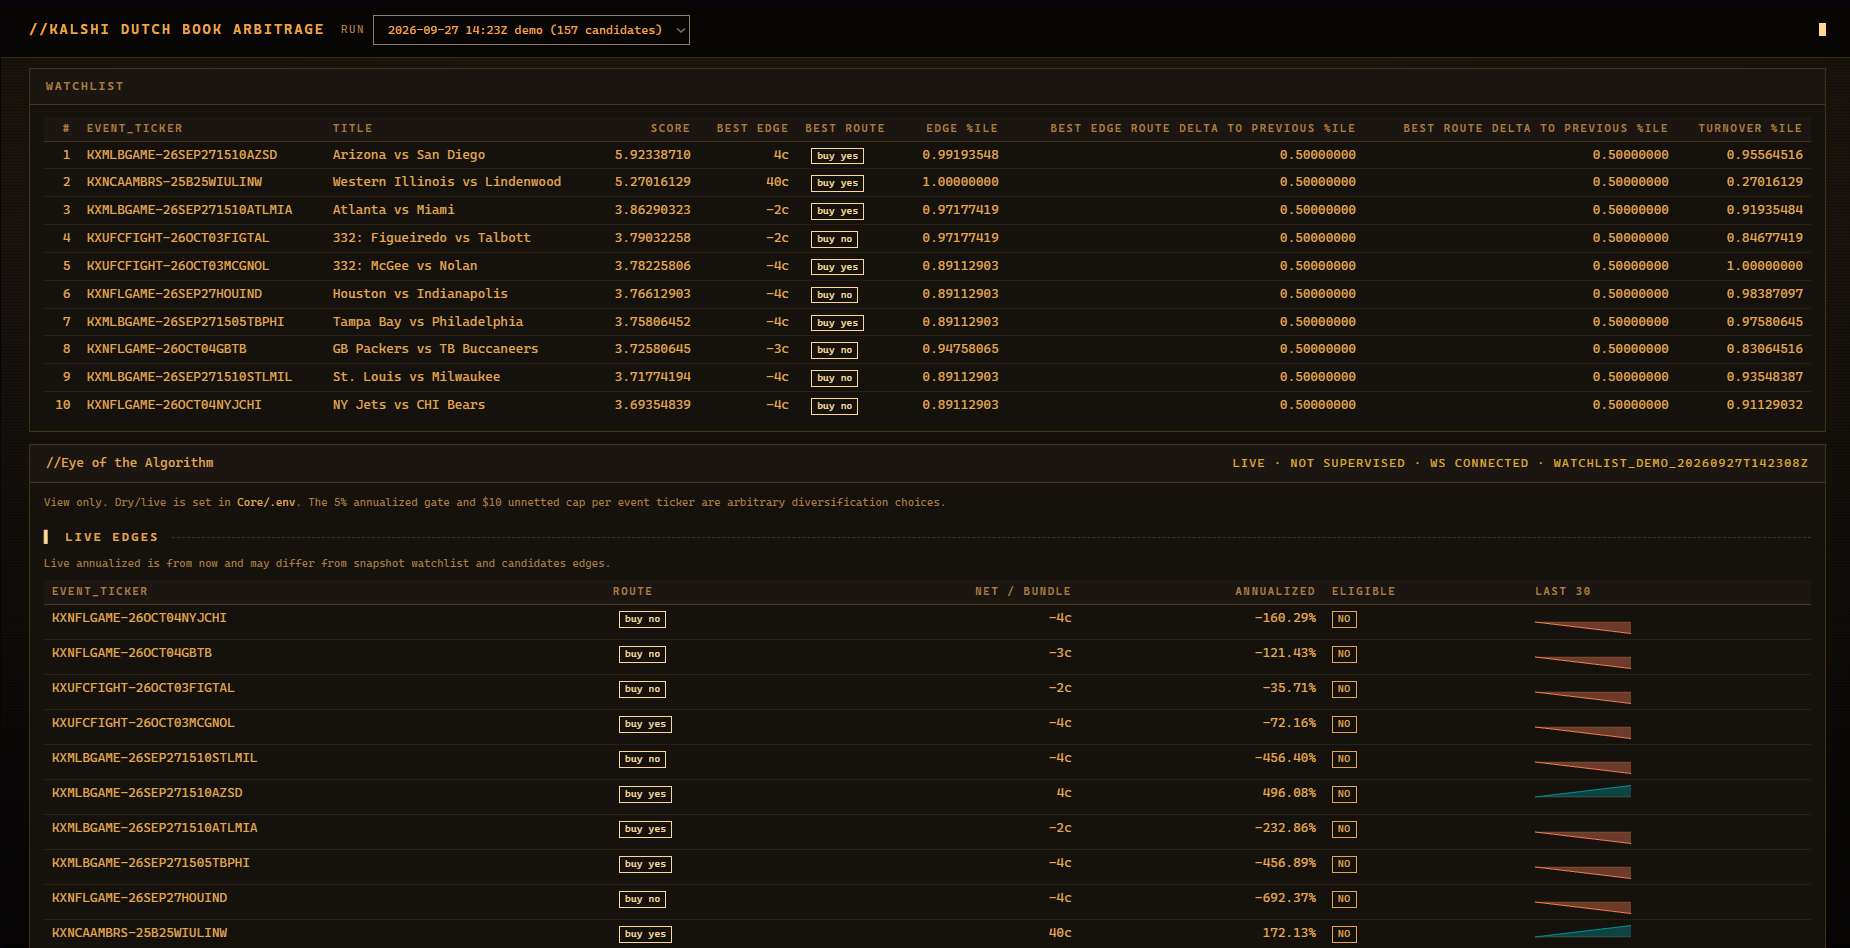 //KALSHI DUTCH BOOK ARBITRAGE RUN 2026-09-27 14:23Z demo (157 candidates)
WATCHLIST
# EVENT_TICKER TITLE SCORE BEST EDGE BEST ROUTE EDGE %ILE BEST EDGE ROUTE DELTA TO PREVIOUS %ILE BEST ROUTE DELTA TO PREVIOUS %ILE TURNOVER %ILE
1 KXMLBGAME-26SEP271510AZSD Arizona vs San Diego 5.92338710 4c buy yes 0.99193548 0.50000000 0.50000000 0.95564516
2 KXNCAAMBRS-25B25WIULINW Western Illinois vs Lindenwood 5.27016129 40c buy yes 1.00000000 0.50000000 0.50000000 0.27016129
3 KXMLBGAME-26SEP271510ATLMIA Atlanta vs Miami 3.86290323 -2c buy yes 0.97177419 0.50000000 0.50000000 0.91935484
4 KXUFCFIGHT-26OCT03FIGTAL 332: Figueiredo vs Talbott 3.79032258 -2c buy no 0.97177419 0.50000000 0.50000000 0.84677419
5 KXUFCFIGHT-26OCT03MCGNOL 332: McGee vs Nolan 3.78225806 -4c buy yes 0.89112903 0.50000000 0.50000000 1.00000000
6 KXNFLGAME-26SEP27HOUIND Houston vs Indianapolis 3.76612903 -4c buy no 0.89112903 0.50000000 0.50000000 0.98387097
7 KXMLBGAME-26SEP271505TBPHI Tampa Bay vs Philadelphia 3.75806452 -4c buy yes 0.89112903 0.50000000 0.50000000 0.97580645
8 KXNFLGAME-26OCT04GBTB GB Packers vs TB Buccaneers 3.72580645 -3c buy no 0.94758065 0.50000000 0.50000000 0.83064516
9 KXMLBGAME-26SEP271510STLMIL St. Louis vs Milwaukee 3.71774194 -4c buy no 0.89112903 0.50000000 0.50000000 0.93548387
10 KXNFLGAME-26OCT04NYJCHI NY Jets vs CHI Bears 3.69354839 -4c buy no 0.89112903 0.50000000 0.50000000 0.91129032
//Eye of the Algorithm LIVE · NOT SUPERVISED · WS CONNECTED · WATCHLIST_DEMO_20260927T142308Z
View only. Dry/live is set in Core/.env. The 5% annualized gate and $10 unnetted cap per event ticker are arbitrary diversification choices.
LIVE EDGES
Live annualized is from now and may differ from snapshot watchlist and candidates edges.
EVENT_TICKER ROUTE NET / BUNDLE ANNUALIZED ELIGIBLE LAST 30
KXNFLGAME-26OCT04NYJCHI buy no -4c -160.29% NO
KXNFLGAME-26OCT04GBTB buy no -3c -121.43% NO
KXUFCFIGHT-26OCT03FIGTAL buy no -2c -35.71% NO
KXUFCFIGHT-26OCT03MCGNOL buy yes -4c -72.16% NO
KXMLBGAME-26SEP271510STLMIL buy no -4c -456.40% NO
KXMLBGAME-26SEP271510AZSD buy yes 4c 496.08% NO
KXMLBGAME-26SEP271510ATLMIA buy yes -2c -232.86% NO
KXMLBGAME-26SEP271505TBPHI buy yes -4c -456.89% NO
KXNFLGAME-26SEP27HOUIND buy no -4c -692.37% NO
KXNCAAMBRS-25B25WIULINW buy yes 40c 172.13% NO